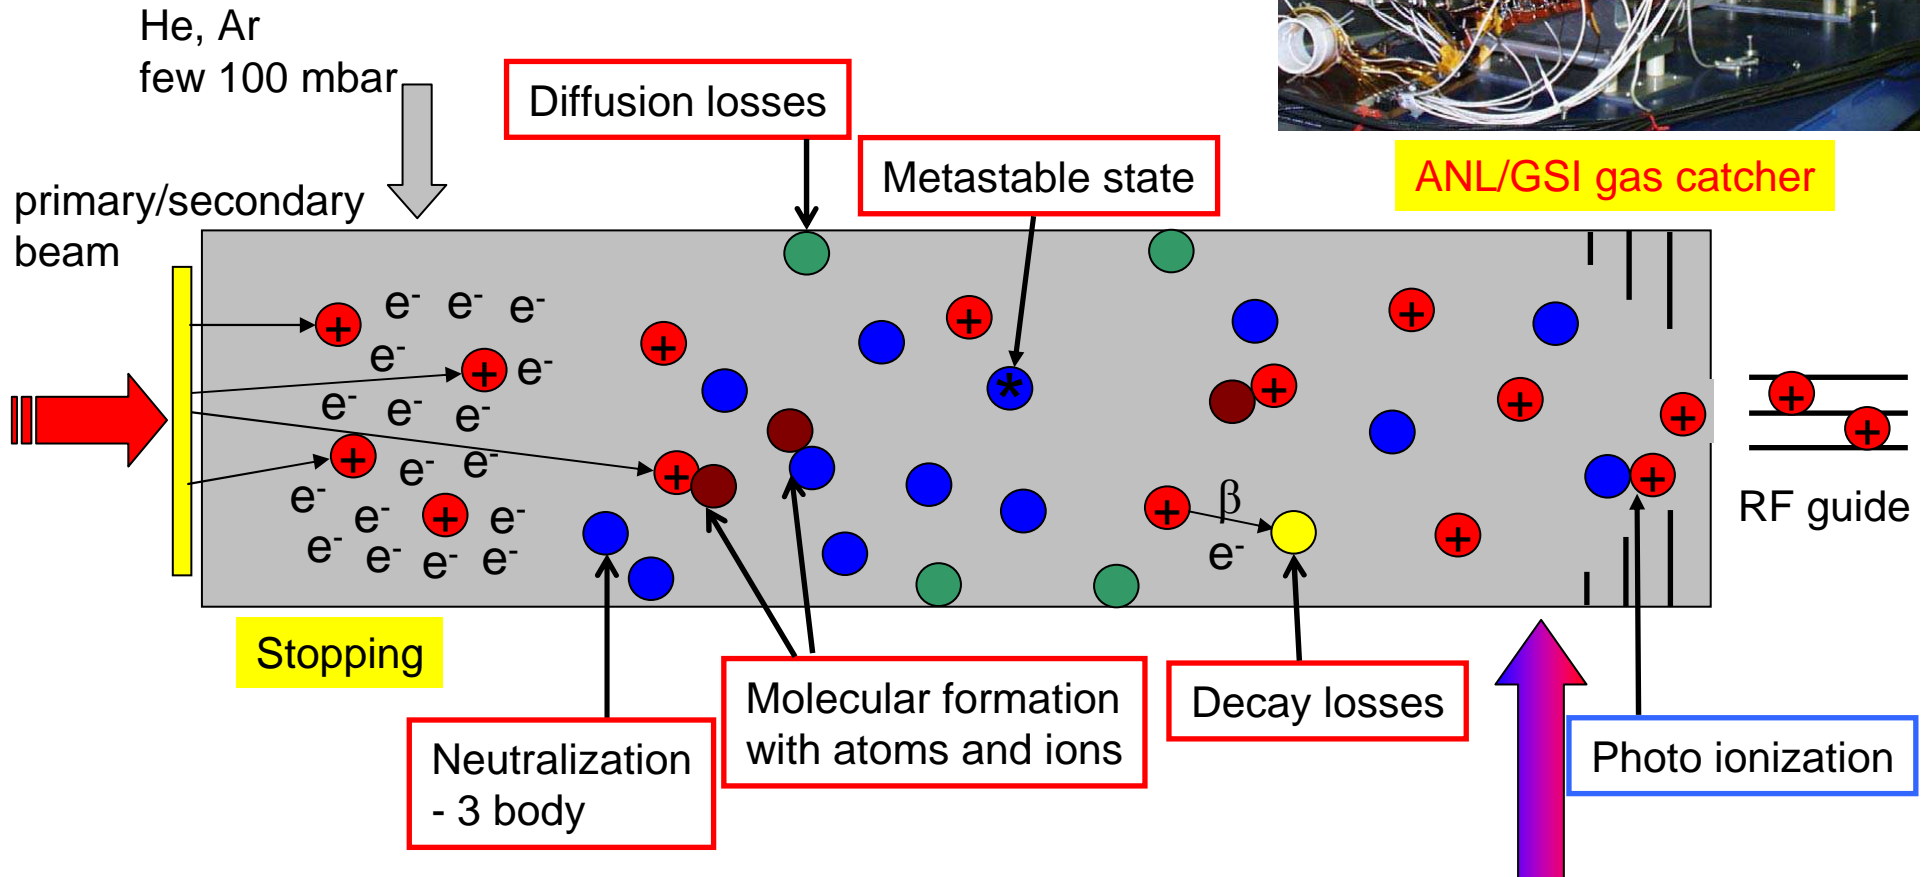 He, Ar
few 100 mbar
Diffusion losses
Metastable state
ANL/GSI gas catcher
primary/secondary
beam
e- e- e-
+ + +
e- + e-
*
e- e- e-
+ + + + +
+ e- e-
+
e- + β
e- + e-
e- e- e- e-
e-
+
RF guide
Stopping
Molecular formation
with atoms and ions
Decay losses
Neutralization
- 3 body
Photo ionization